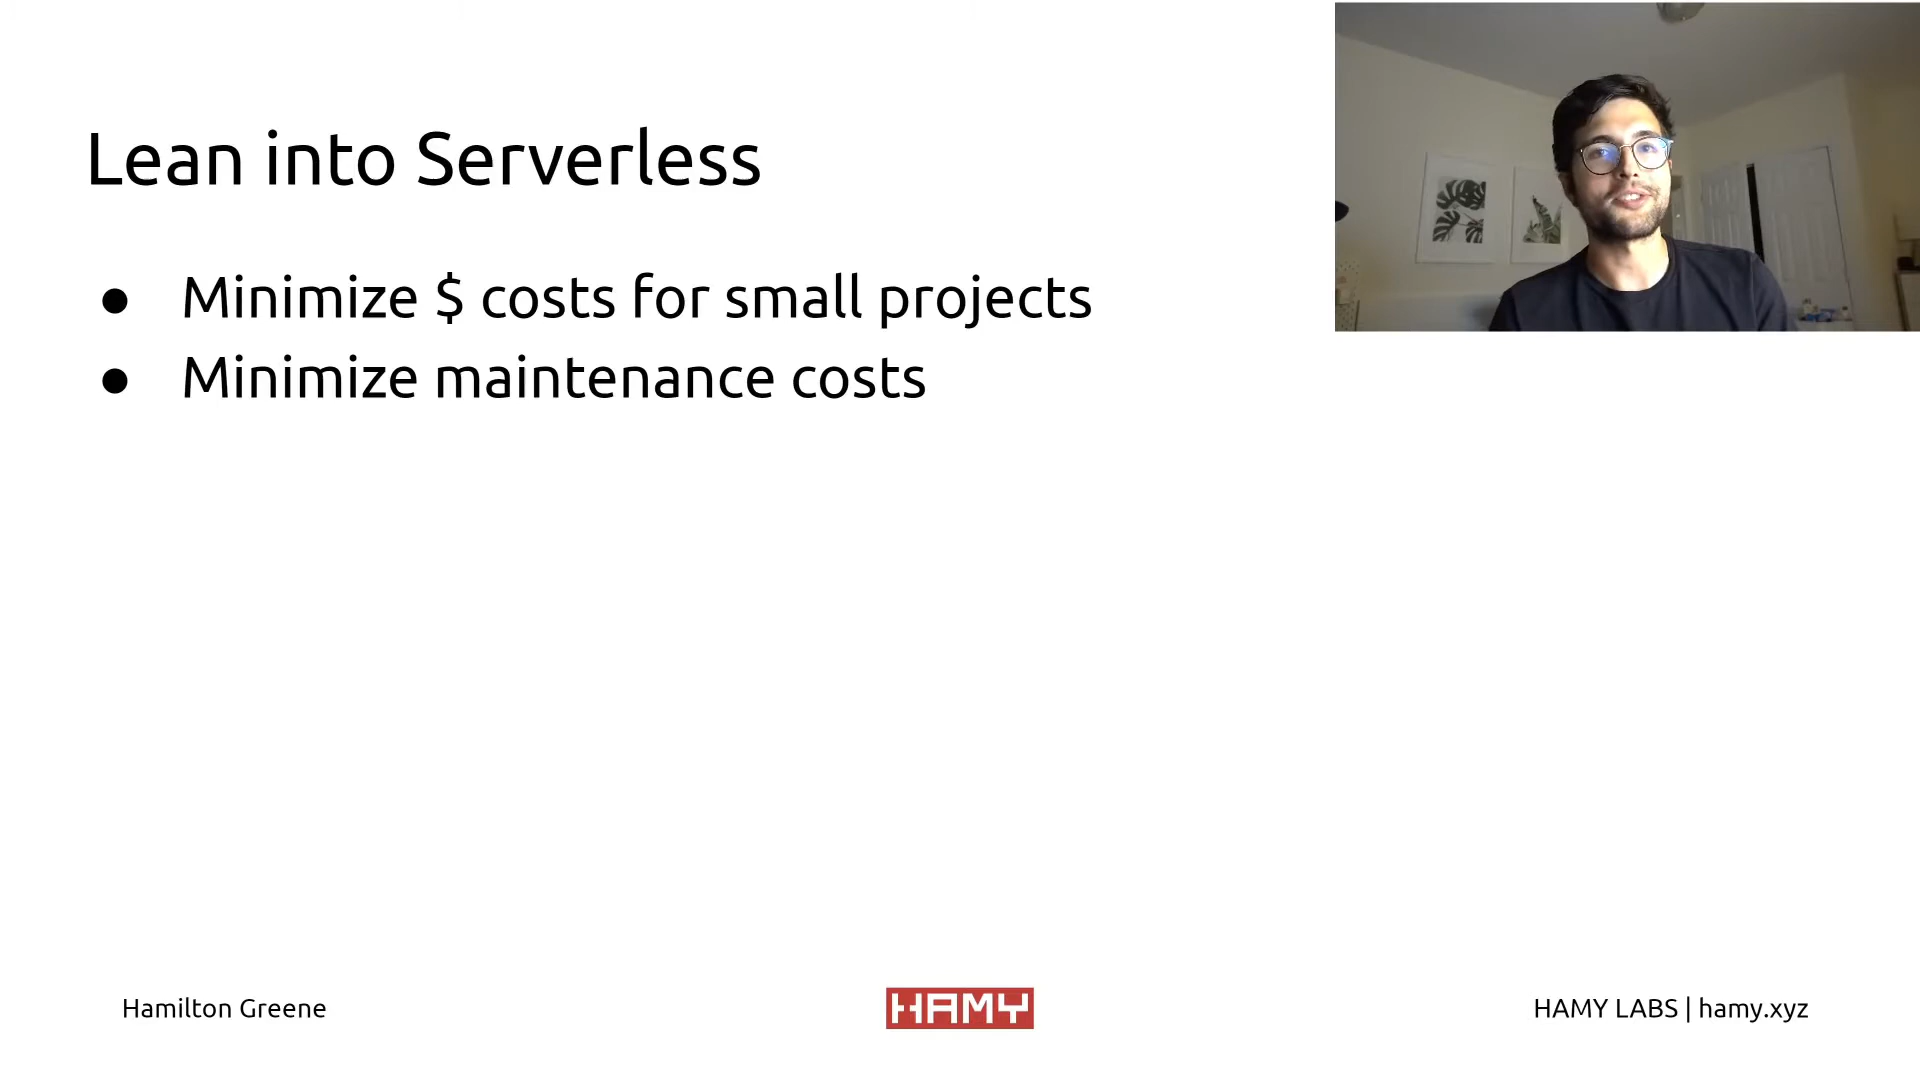 Lean into Serverless
● Minimize $ costs for small projects
● Minimize maintenance costs
Hamilton Greene
HAMY
HAMY LABS | hamy.xyz